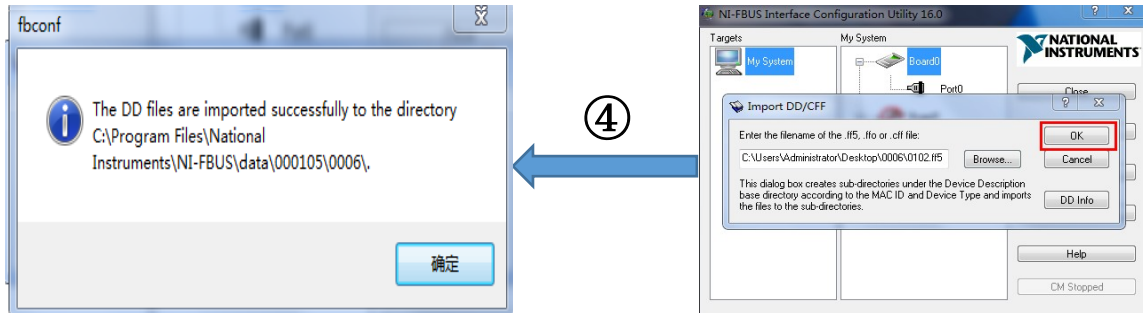 fbconf
The DD files are imported successfully to the directory
C:\Program Files\National
Instruments\NI-FBUS\data\000105\0006\.
确定
④
NI-FBUS Interface Configuration Utility 16.0
Targets
My System
My System
Board0
Port0
NATIONAL
INSTRUMENTS
Close
Import DD/CFF
Enter the filename of the .ff5, .ffo or .cff file:
OK
C:\Users\Administrator\Desktop\0006\0102.ff5
Browse...
Cancel
This dialog box creates sub-directories under the Device Description
base directory according to the MAC ID and Device Type and imports
the files to the sub-directories.
DD Info
Help
CM Stopped